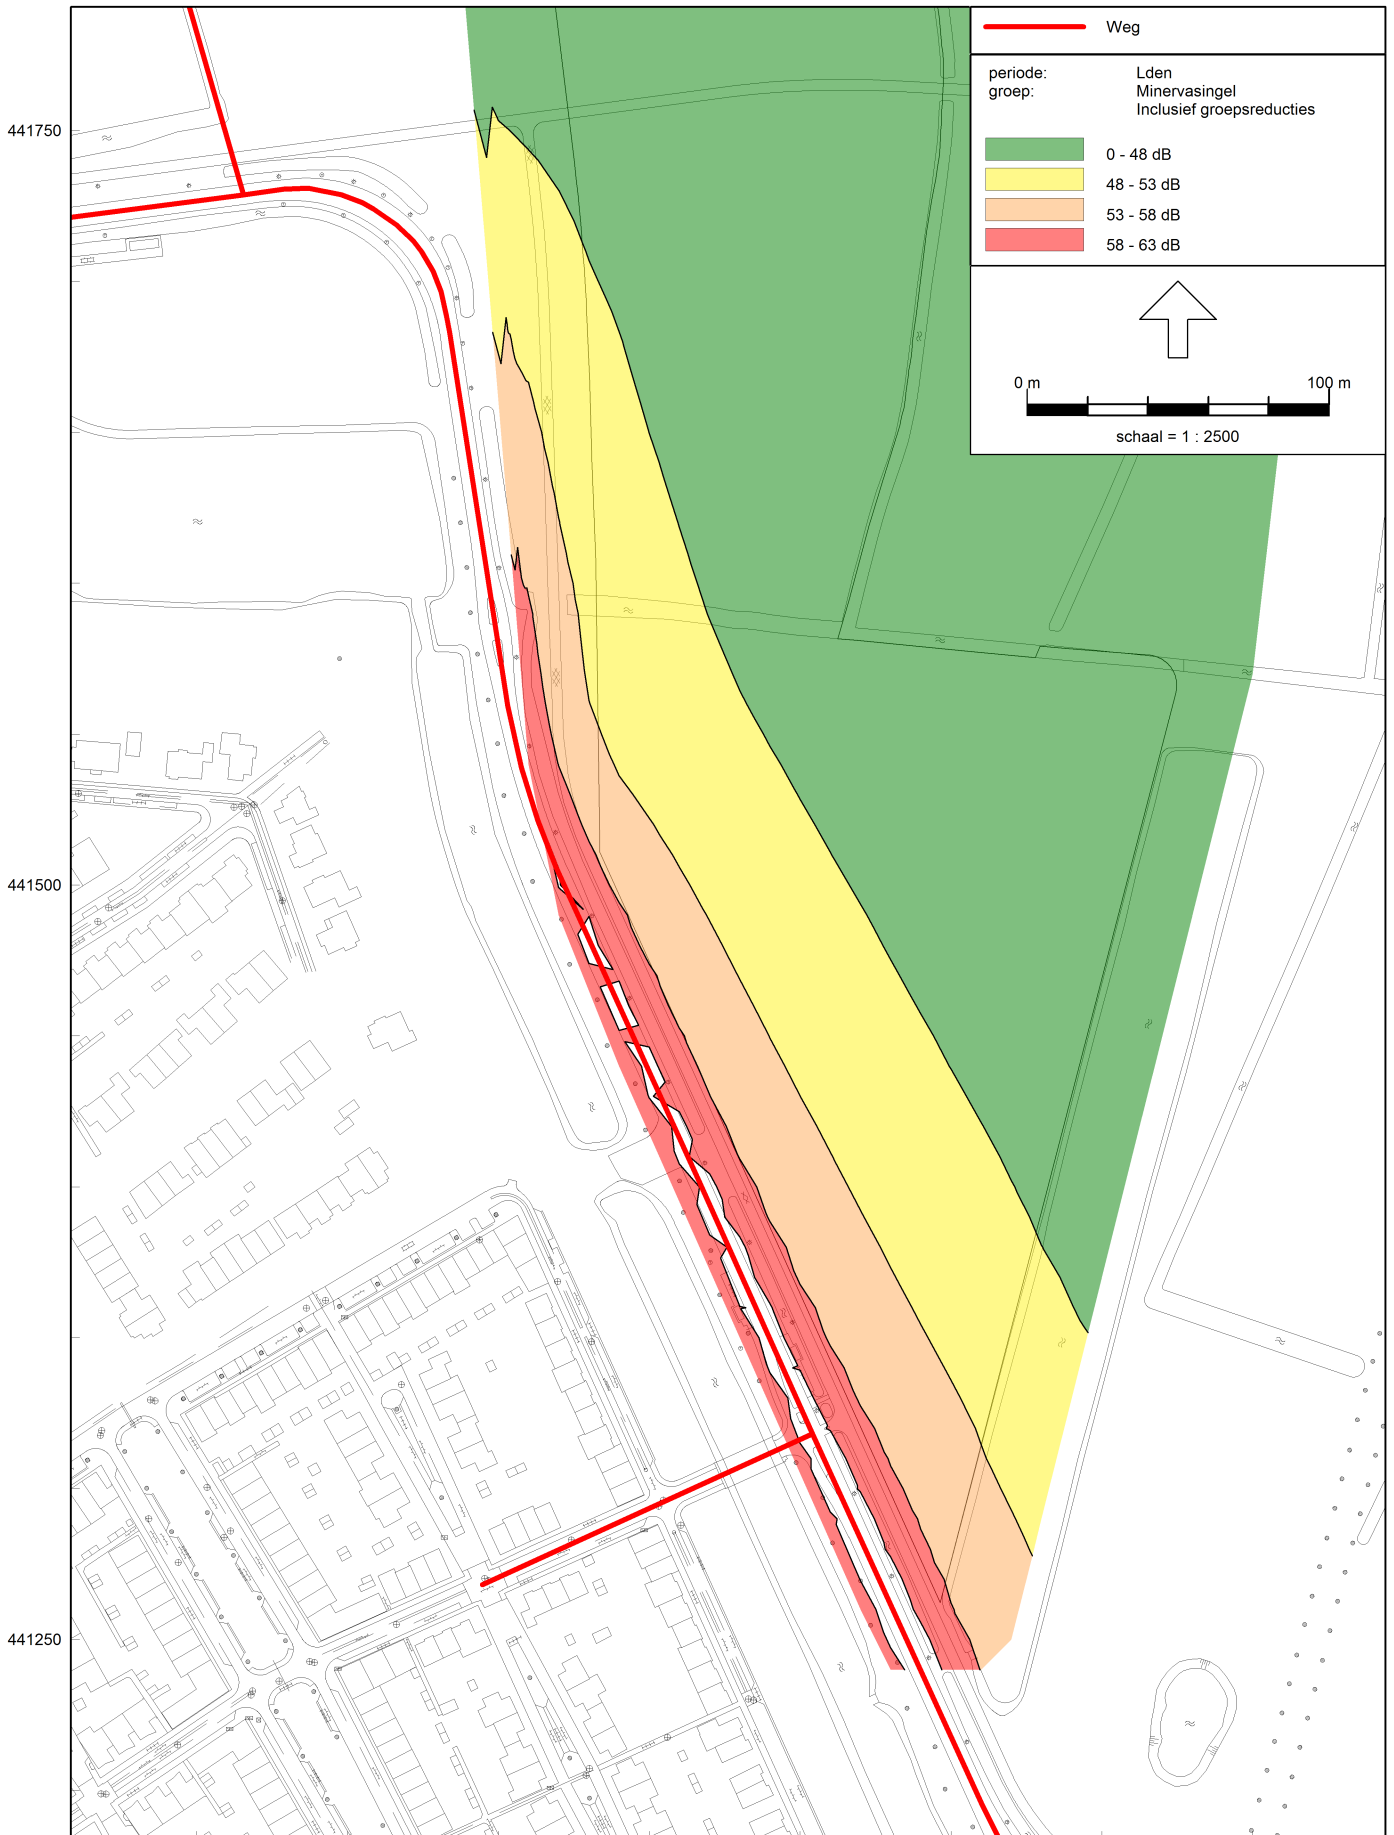 Weg
periode: Lden
groep: Minervasingel
Inclusief groepsreducties
0 - 48 dB
48 - 53 dB
53 - 58 dB
58 - 63 dB
0 m 100 m
schaal = 1 : 2500
441750
441500
441250